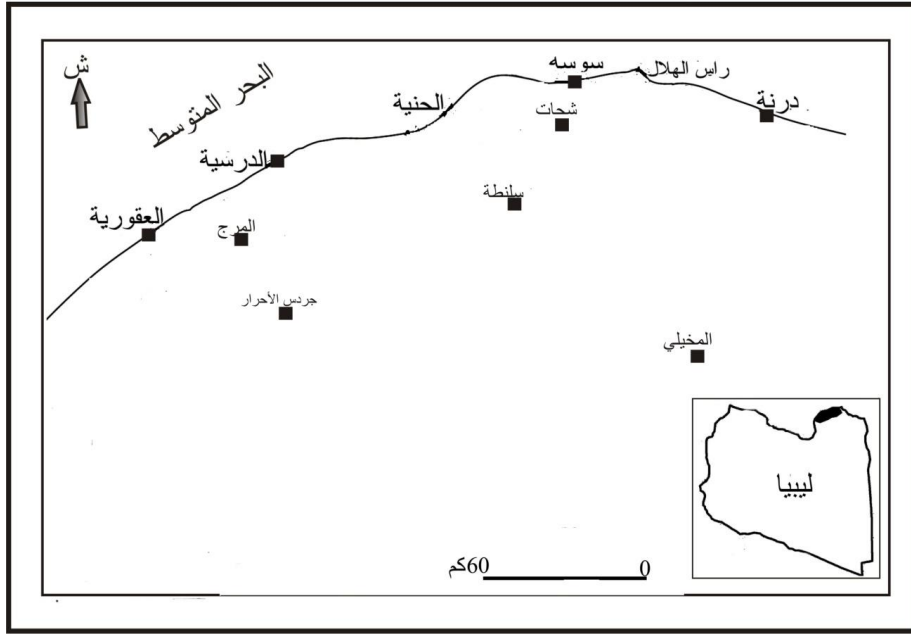 ش
البحر المتوسط
سوسه
راس الهلال
درنة
الحنية
شحات
الدرسية
سلنطة
العقورية
المرج
جردس الأحرار
المخيلي
ليبيا
0
60كم